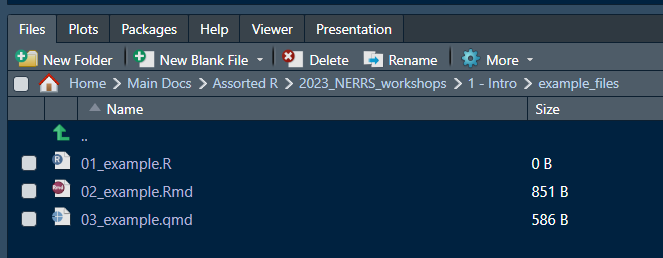 Files Plots Packages Help Viewer Presentation
New Folder New Blank File Delete Rename More
Home Main Docs Assorted R 2023_NERRS_workshops 1 - Intro example_files
Name Size
..
01_example.R 0 B
02_example.Rmd 851 B
03_example.qmd 586 B